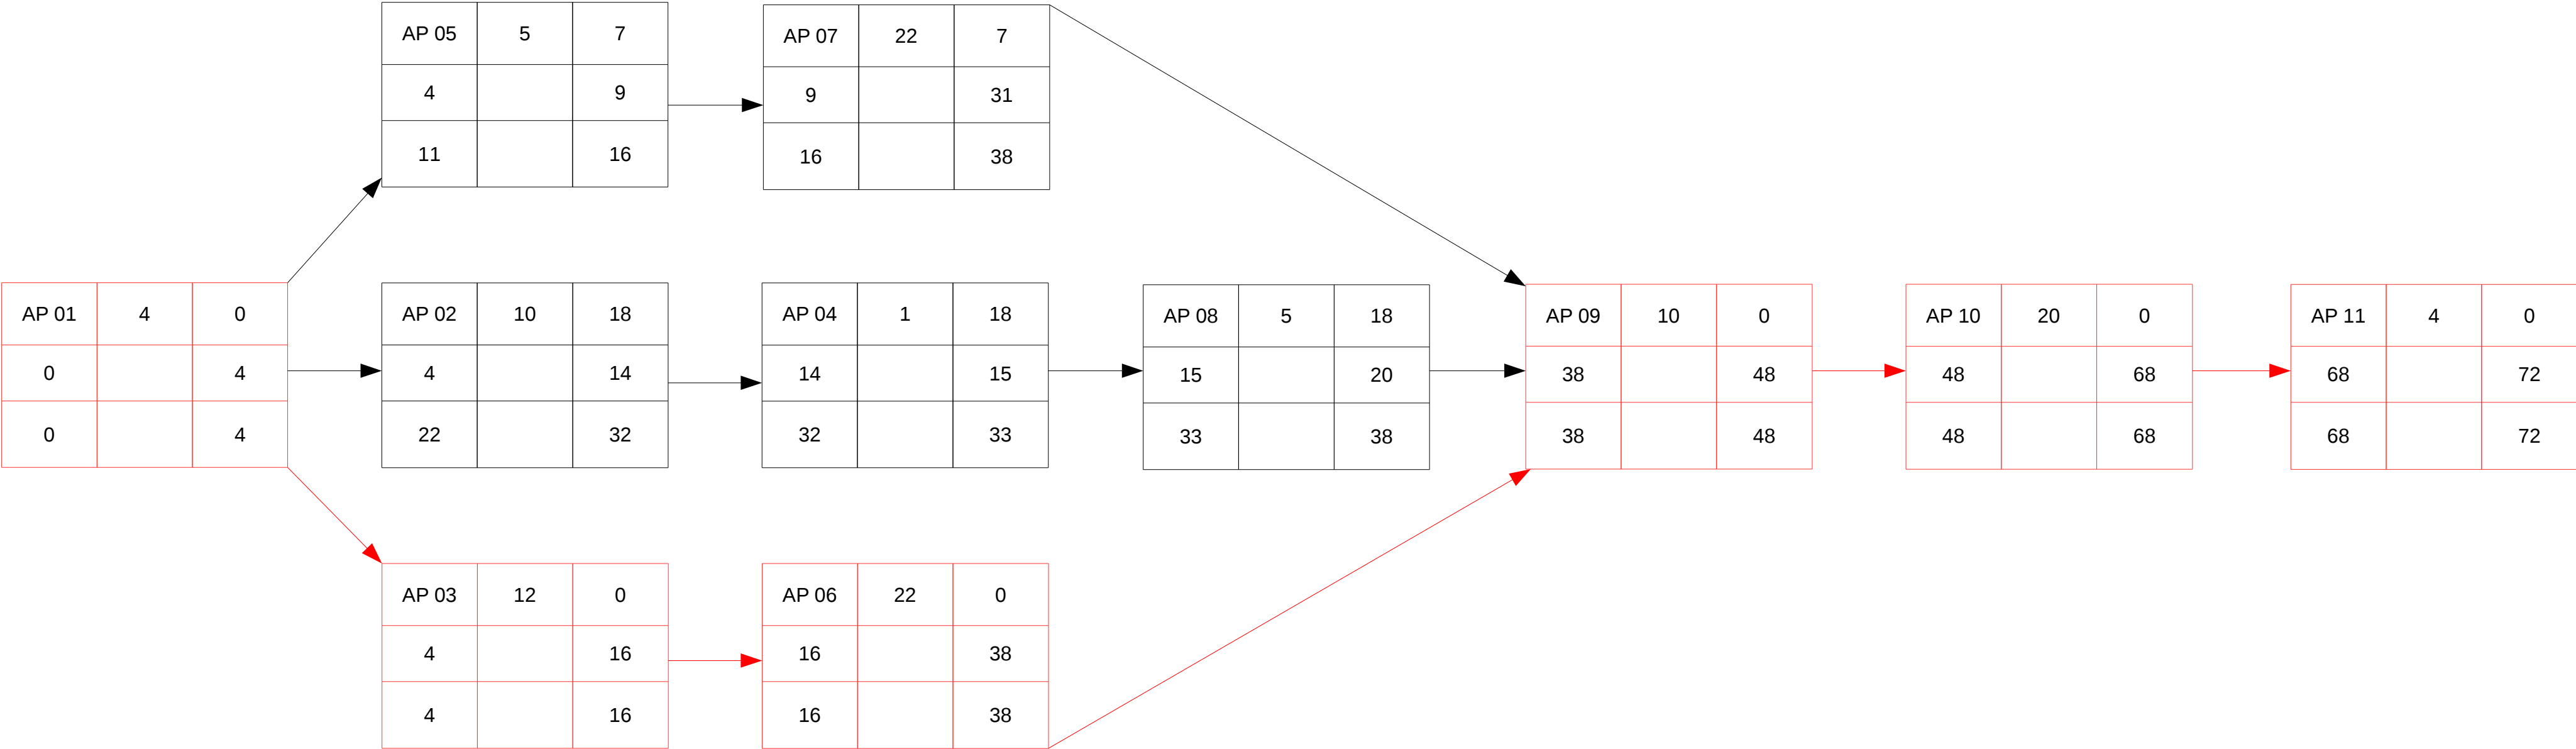 AP 05 5 7
4 9
11 16
AP 07 22 7
9 31
16 38
AP 01 4 0
0 4
0 4
AP 02 10 18
4 14
22 32
AP 04 1 18
14 15
32 33
AP 08 5 18
15 20
33 38
AP 09 10 0
38 48
38 48
AP 10 20 0
48 68
48 68
AP 11 4 0
68 72
68 72
AP 03 12 0
4 16
4 16
AP 06 22 0
16 38
16 38